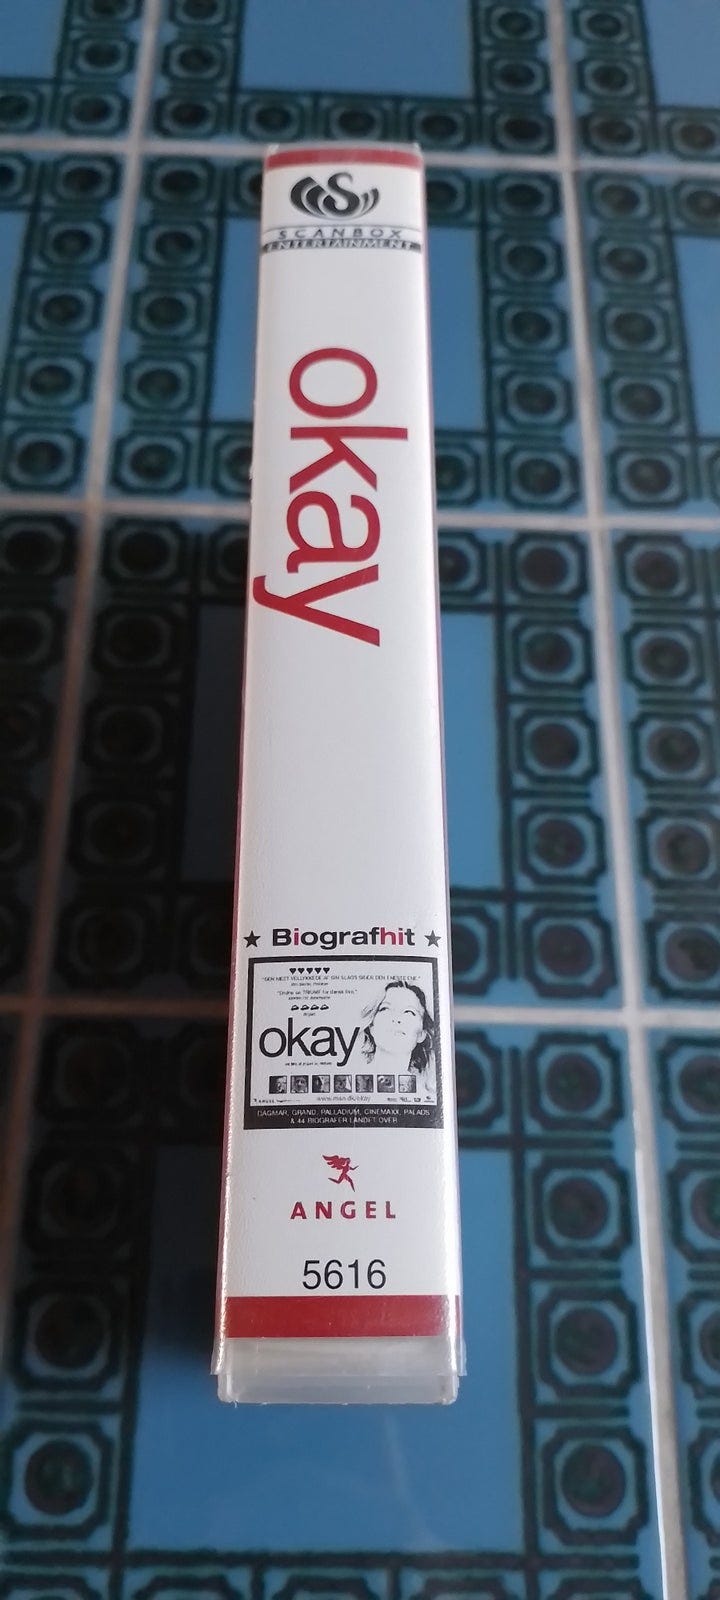 S
SCANBOX
ENTERTAINMENT
okay
★ Biografhit ★
okay
DAGMAR, GRAND, PALLADIUM, CINEMAXX, PALADS
& 44 BIOGRAFER LANDET OVER
ANGEL
5616